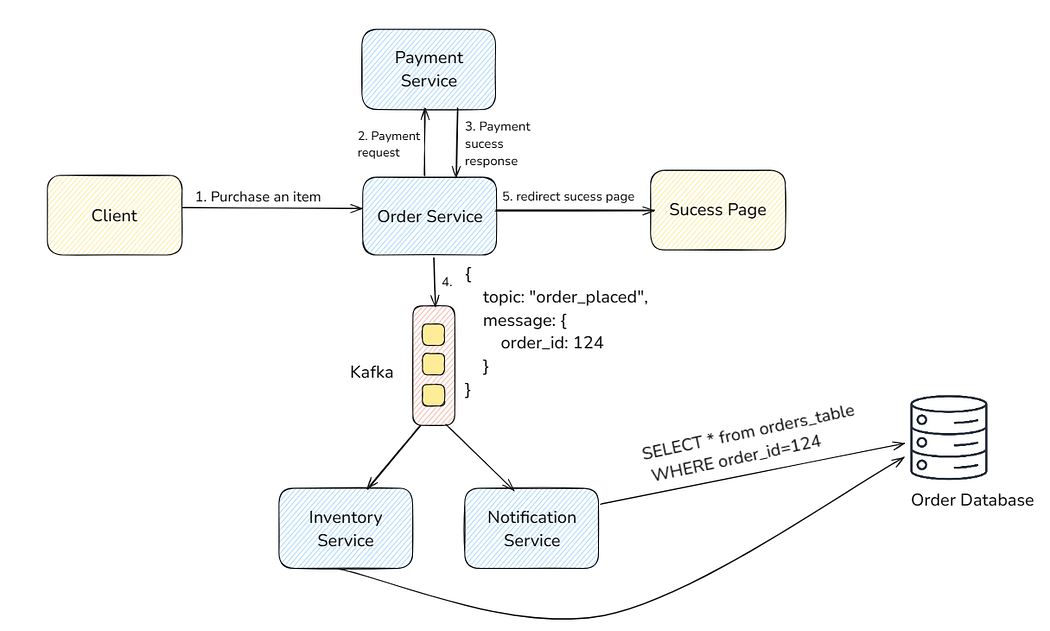 Payment
Service
2. Payment
request
3. Payment
sucess
response
Client
1. Purchase an item
Order Service
5. redirect sucess page
Sucess Page
4.
{
topic: "order_placed",
message: {
order_id: 124
}
}
Kafka
SELECT * from orders_table
WHERE order_id=124
Order Database
Inventory
Service
Notification
Service